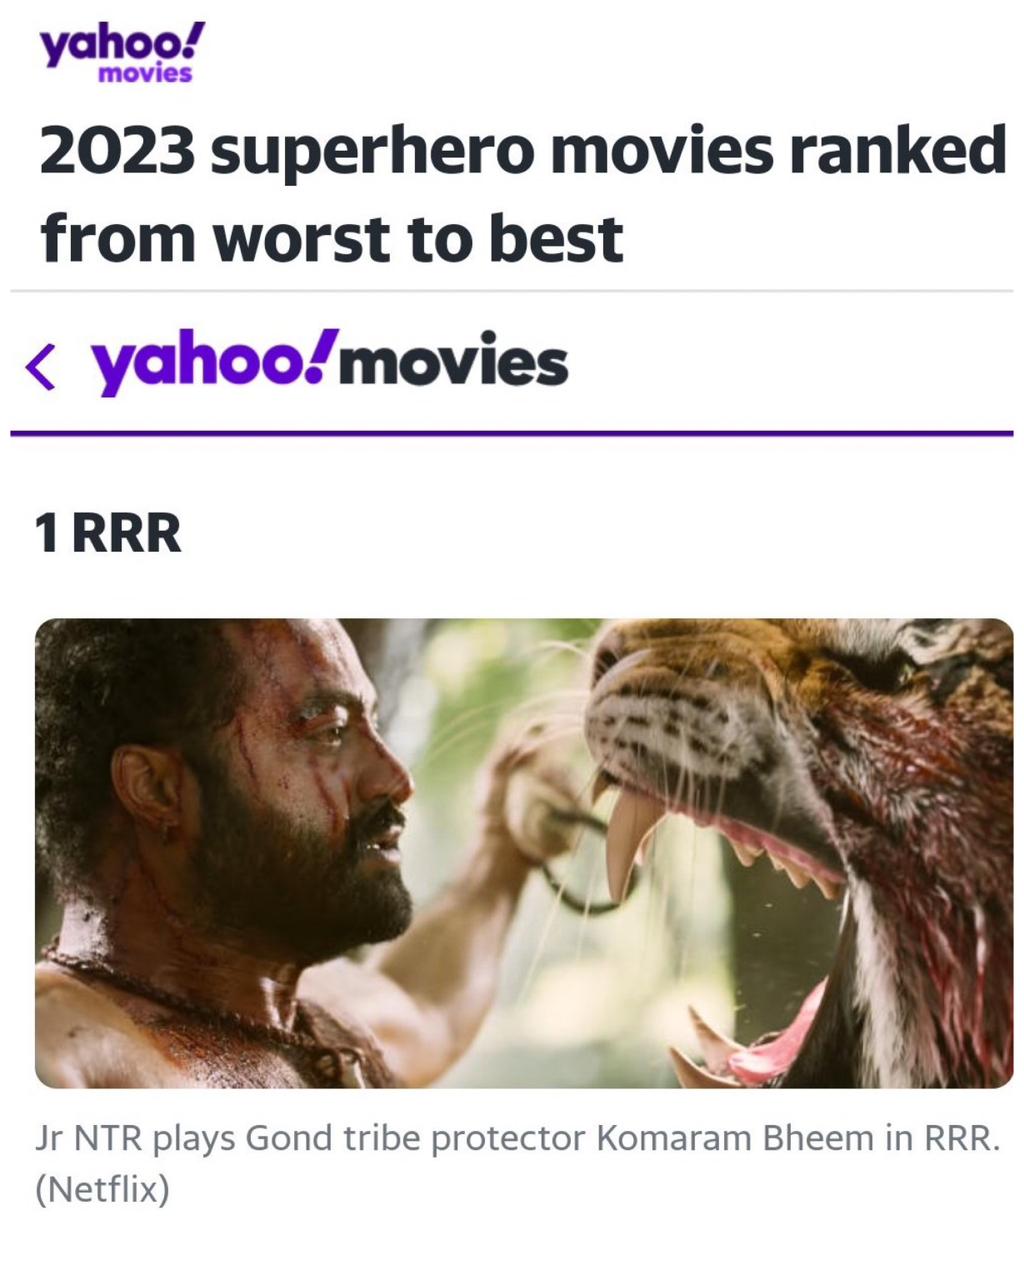 yahoo!
movies
2023 superhero movies ranked
from worst to best
yahoo!movies
1 RRR
Jr NTR plays Gond tribe protector Komaram Bheem in RRR.
(Netflix)